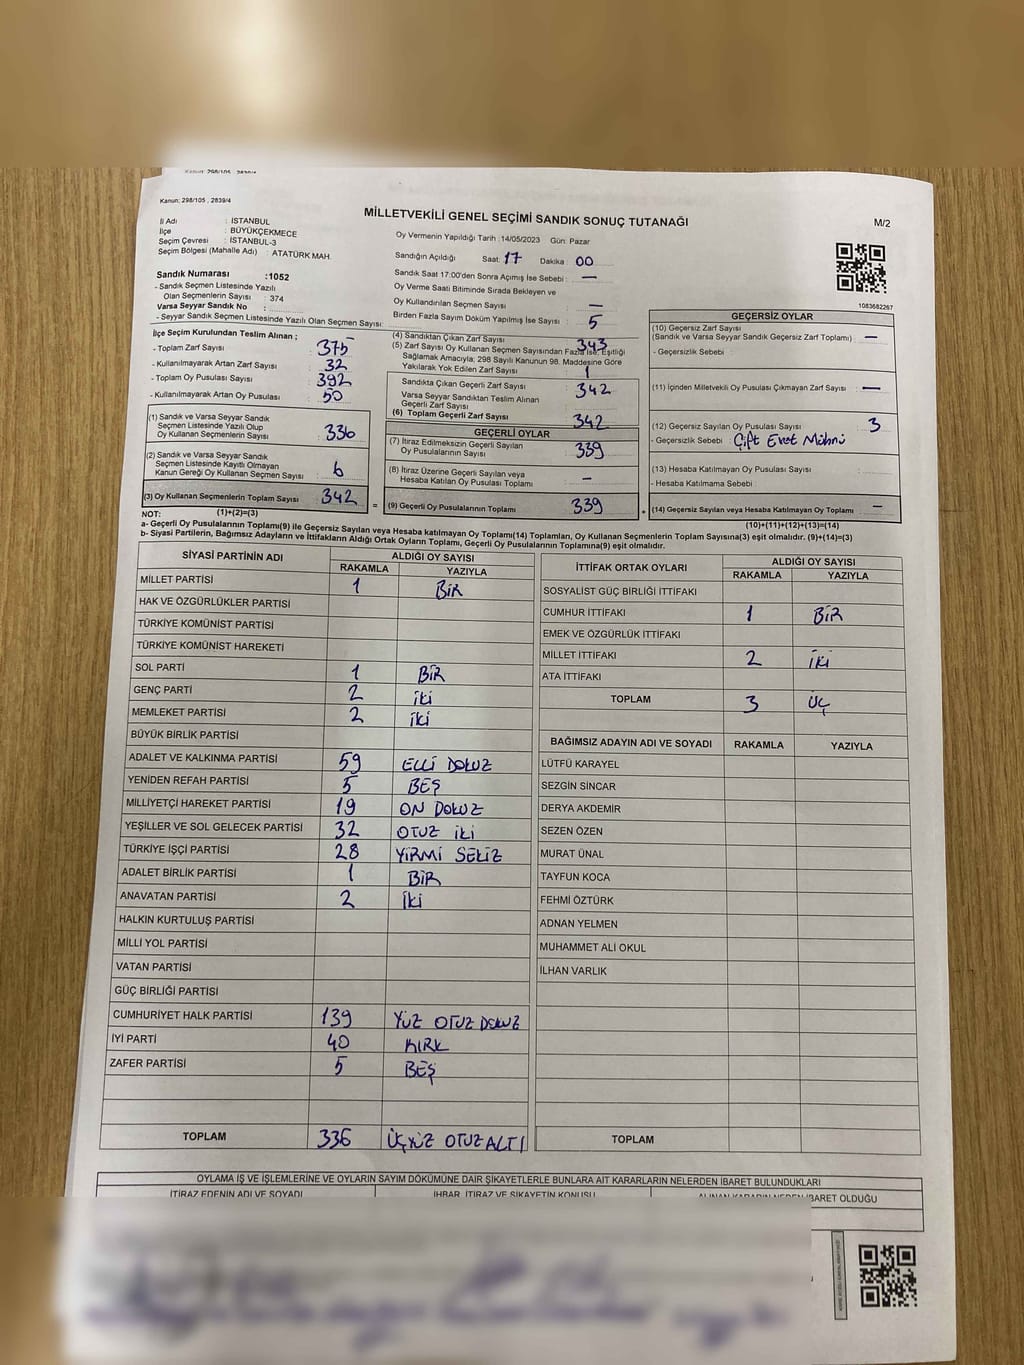 Kanun: 298/105 , 2839/4
MİLLETVEKİLİ GENEL SEÇİMİ SANDIK SONUÇ TUTANAĞI
M/2
İl Adı : İSTANBUL
İlçe : BÜYÜKÇEKMECE
Seçim Çevresi : İSTANBUL-3
Seçim Bölgesi (Mahalle Adı) : ATATÜRK MAH.
Sandık Numarası :1052
- Sandık Seçmen Listesinde Yazılı
Olan Seçmenlerin Sayısı : 374
Varsa Seyyar Sandık No :
- Seyyar Sandık Seçmen Listesinde Yazılı Olan Seçmen Sayısı:
Oy Vermenin Yapıldığı Tarih :14/05/2023 Gün: Pazar
Sandığın Açıldığı Saat: 17 Dakika : 00
Sandık Saat 17:00'den Sonra Açımış İse Sebebi : —
Oy Verme Saati Bitiminde Sırada Bekleyen ve
Oy Kullandırılan Seçmen Sayısı : —
Birden Fazla Sayım Döküm Yapılmış İse Sayısı : 5
1083682267
İlçe Seçim Kurulundan Teslim Alınan ;
- Toplam Zarf Sayısı : 375
- Kullanılmayarak Artan Zarf Sayısı : 32
- Toplam Oy Pusulası Sayısı : 392
- Kullanılmayarak Artan Oy Pusulası : 50
(1) Sandık ve Varsa Seyyar Sandık
Seçmen Listesinde Yazılı Olup
Oy Kullanan Seçmenlerin Sayısı : 336
(2) Sandık ve Varsa Seyyar Sandık
Seçmen Listesinde Kayıtlı Olmayan
Kanun Gereği Oy Kullanan Seçmen Sayısı : 6
(3) Oy Kullanan Seçmenlerin Toplam Sayısı : 342
(1)+(2)=(3)
(4) Sandıktan Çıkan Zarf Sayısı : 343
(5) Zarf Sayısı Oy Kullanan Seçmen Sayısından Fazla İse, Eşitliği
Sağlamak Amacıyla; 298 Sayılı Kanunun 98. Maddesine Göre
Yakılarak Yok Edilen Zarf Sayısı : 1
Sandıkta Çıkan Geçerli Zarf Sayısı : 342
Varsa Seyyar Sandıktan Teslim Alınan
Geçerli Zarf Sayısı :
(6) Toplam Geçerli Zarf Sayısı : 342
GEÇERLİ OYLAR
(7) İtiraz Edilmeksizin Geçerli Sayılan
Oy Pusulalarının Sayısı : 339
(8) İtiraz Üzerine Geçerli Sayılan veya
Hesaba Katılan Oy Pusulası Toplamı : —
= (9) Geçerli Oy Pusulalarının Toplamı : 339
GEÇERSİZ OYLAR
(10) Geçersiz Zarf Sayısı
(Sandık ve Varsa Seyyar Sandık Geçersiz Zarf Toplamı) : —
- Geçersizlik Sebebi :
(11) İçinden Milletvekili Oy Pusulası Çıkmayan Zarf Sayısı : —
(12) Geçersiz Sayılan Oy Pusulası Sayısı : 3
- Geçersizlik Sebebi : Çift Evet Mührü
(13) Hesaba Katılmayan Oy Pusulası Sayısı :
- Hesaba Katılmama Sebebi :
+ (14) Geçersiz Sayılan veya Hesaba Katılmayan Oy Toplamı : —
(10)+(11)+(12)+(13)=(14)
NOT:
a- Geçerli Oy Pusulalarının Toplamı(9) ile Geçersiz Sayılan veya Hesaba katılmayan Oy Toplamı(14) Toplamları, Oy Kullanan Seçmenlerin Toplam Sayısına(3) eşit olmalıdır. (9)+(14)=(3)
b- Siyasi Partilerin, Bağımsız Adayların ve İttifakların Aldığı Ortak Oyların Toplamı, Geçerli Oy Pusulalarının Toplamına(9) eşit olmalıdır.
SİYASİ PARTİNİN ADI ALDIĞI OY SAYISI
RAKAMLA YAZIYLA
MİLLET PARTİSİ 1 BİR
HAK VE ÖZGÜRLÜKLER PARTİSİ
TÜRKİYE KOMÜNİST PARTİSİ
TÜRKİYE KOMÜNİST HAREKETİ
SOL PARTİ 1 BİR
GENÇ PARTİ 2 İKİ
MEMLEKET PARTİSİ 2 İKİ
BÜYÜK BİRLİK PARTİSİ
ADALET VE KALKINMA PARTİSİ 59 ELLİ DOKUZ
YENİDEN REFAH PARTİSİ 5 BEŞ
MİLLİYETÇİ HAREKET PARTİSİ 19 ON DOKUZ
YEŞİLLER VE SOL GELECEK PARTİSİ 32 OTUZ İKİ
TÜRKİYE İŞÇİ PARTİSİ 28 YİRMİ SEKİZ
ADALET BİRLİK PARTİSİ 1 BİR
ANAVATAN PARTİSİ 2 İKİ
HALKIN KURTULUŞ PARTİSİ
MİLLİ YOL PARTİSİ
VATAN PARTİSİ
GÜÇ BİRLİĞİ PARTİSİ
CUMHURİYET HALK PARTİSİ 139 YÜZ OTUZ DOKUZ
İYİ PARTİ 40 KIRK
ZAFER PARTİSİ 5 BEŞ
TOPLAM 336 ÜÇYÜZ OTUZ ALTI
İTTİFAK ORTAK OYLARI ALDIĞI OY SAYISI
RAKAMLA YAZIYLA
SOSYALİST GÜÇ BİRLİĞİ İTTİFAKI
CUMHUR İTTİFAKI 1 BİR
EMEK VE ÖZGÜRLÜK İTTİFAKI
MİLLET İTTİFAKI 2 İKİ
ATA İTTİFAKI
TOPLAM 3 ÜÇ
BAĞIMSIZ ADAYIN ADI VE SOYADI RAKAMLA YAZIYLA
LÜTFÜ KARAYEL
SEZGİN SİNCAR
DERYA AKDEMİR
SEZEN ÖZEN
MURAT ÜNAL
TAYFUN KOCA
FEHMİ ÖZTÜRK
ADNAN YELMEN
MUHAMMET ALİ OKUL
İLHAN VARLIK
TOPLAM
OYLAMA İŞ VE İŞLEMLERİNE VE OYLARIN SAYIM DÖKÜMÜNE DAİR ŞİKAYETLERLE BUNLARA AİT KARARLARIN NELERDEN İBARET BULUNDUKLARI
İTİRAZ EDENİN ADI VE SOYADI İHBAR, İTİRAZ VE ŞİKAYETİN KONUSU ALINAN KARARIN NEDEN İBARET OLDUĞU